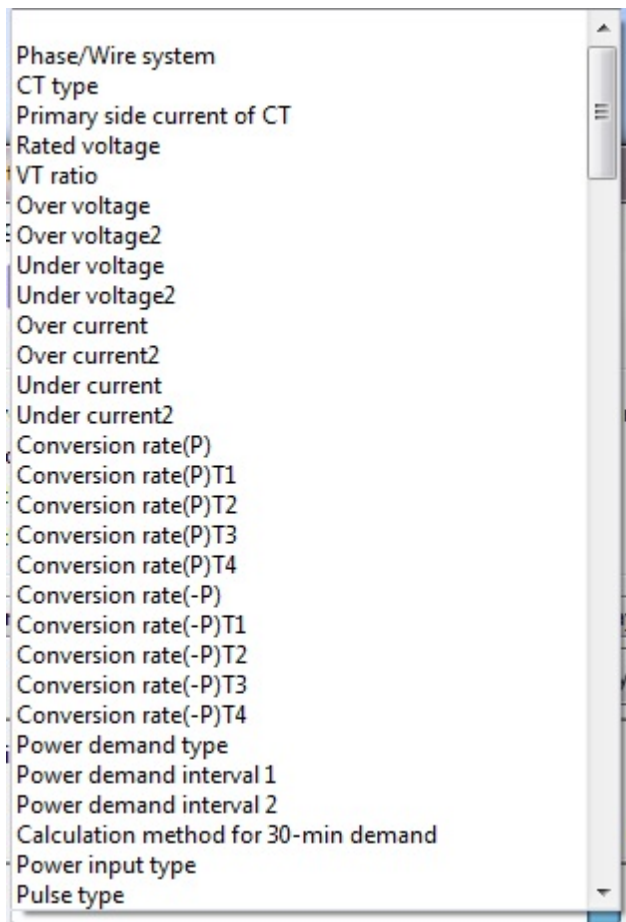 Phase/Wire system
CT type
Primary side current of CT
Rated voltage
VT ratio
Over voltage
Over voltage2
Under voltage
Under voltage2
Over current
Over current2
Under current
Under current2
Conversion rate(P)
Conversion rate(P)T1
Conversion rate(P)T2
Conversion rate(P)T3
Conversion rate(P)T4
Conversion rate(-P)
Conversion rate(-P)T1
Conversion rate(-P)T2
Conversion rate(-P)T3
Conversion rate(-P)T4
Power demand type
Power demand interval 1
Power demand interval 2
Calculation method for 30-min demand
Power input type
Pulse type